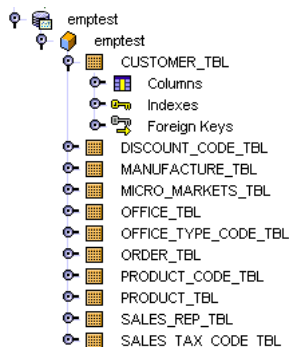 emptest
emptest
CUSTOMER_TBL
Columns
Indexes
Foreign Keys
DISCOUNT_CODE_TBL
MANUFACTURE_TBL
MICRO_MARKETS_TBL
OFFICE_TBL
OFFICE_TYPE_CODE_TBL
ORDER_TBL
PRODUCT_CODE_TBL
PRODUCT_TBL
SALES_REP_TBL
SALES_TAX_CODE_TBL